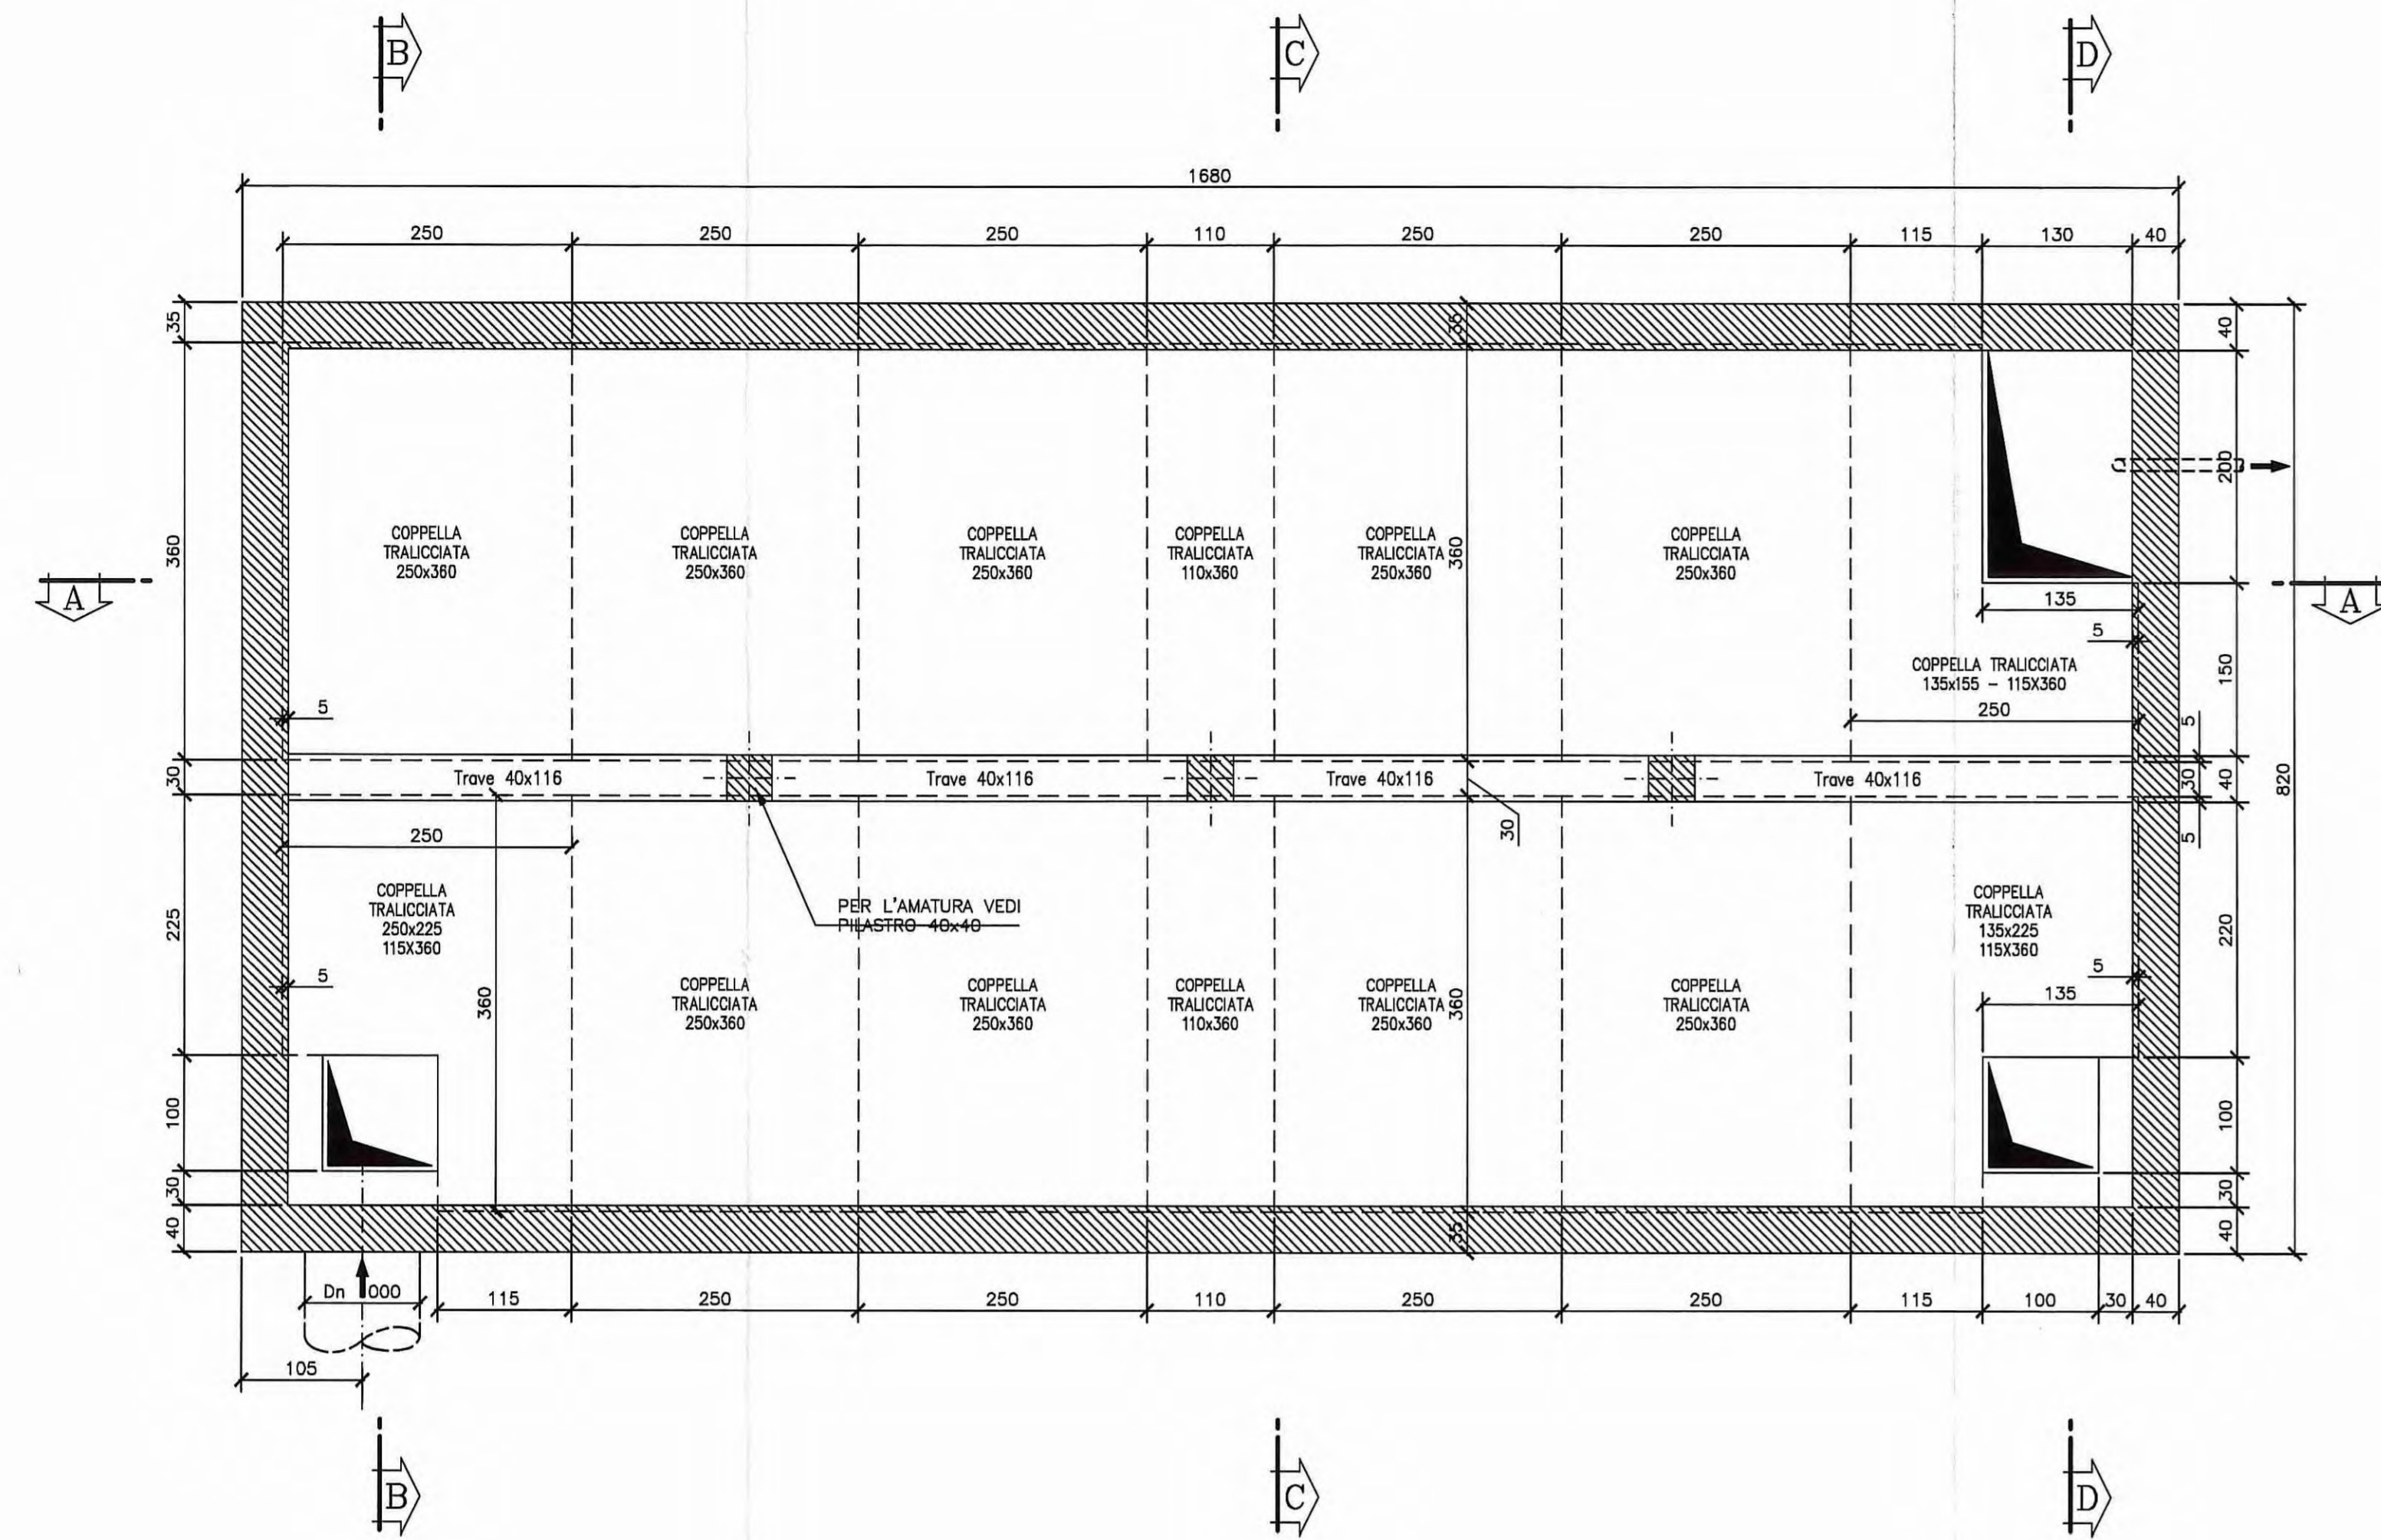 B
C
D
1680
250
250
250
110
250
250
115
130
40
35
35
40
200
360
COPPELLA
TRALICCIATA
250x360
COPPELLA
TRALICCIATA
250x360
COPPELLA
TRALICCIATA
250x360
COPPELLA
TRALICCIATA
110x360
COPPELLA
TRALICCIATA
250x360
360
COPPELLA
TRALICCIATA
250x360
A
A
135
5
COPPELLA TRALICCIATA
135x155 - 115X360
150
250
5
5
30
Trave 40x116
Trave 40x116
Trave 40x116
Trave 40x116
30
40
820
5
30
250
PER L'AMATURA VEDI
PILASTRO 40x40
225
COPPELLA
TRALICCIATA
250x225
115X360
COPPELLA
TRALICCIATA
135x225
115X360
220
5
360
COPPELLA
TRALICCIATA
250x360
COPPELLA
TRALICCIATA
250x360
COPPELLA
TRALICCIATA
110x360
COPPELLA
TRALICCIATA
250x360
360
COPPELLA
TRALICCIATA
250x360
5
135
100
100
30
30
40
35
40
Dn 000
115
250
250
110
250
250
115
100
30
40
105
B
C
D